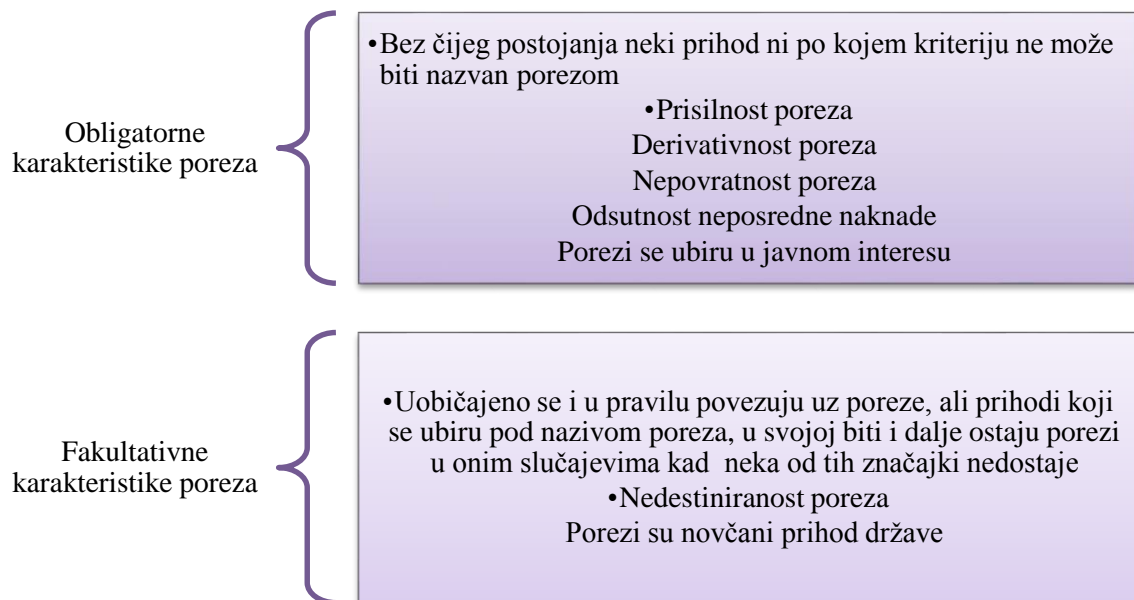 Obligatorne
karakteristike poreza
•Bez čijeg postojanja neki prihod ni po kojem kriteriju ne može
biti nazvan porezom
•Prisilnost poreza
Derivativnost poreza
Nepovratnost poreza
Odsutnost neposredne naknade
Porezi se ubiru u javnom interesu
Fakultativne
karakteristike poreza
•Uobičajeno se i u pravilu povezuju uz poreze, ali prihodi koji
se ubiru pod nazivom poreza, u svojoj biti i dalje ostaju porezi
u onim slučajevima kad neka od tih značajki nedostaje
•Nedestiniranost poreza
Porezi su novčani prihod države